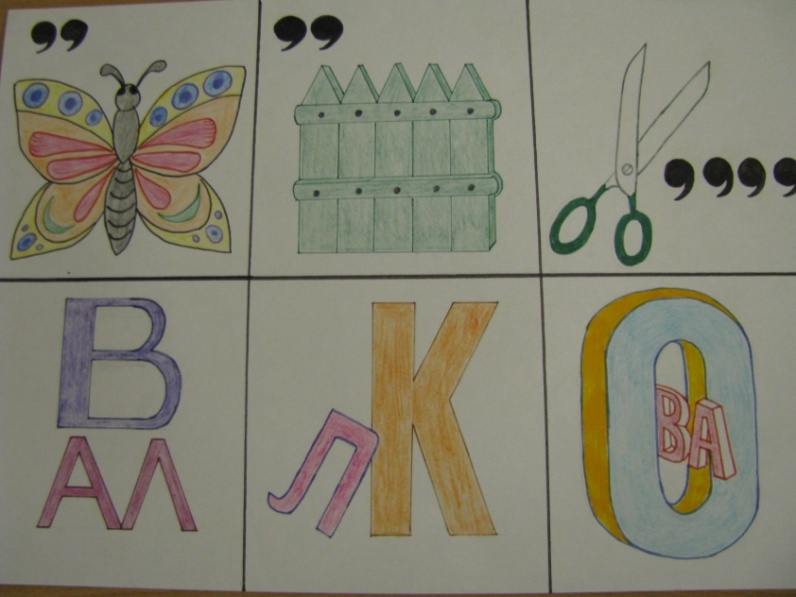 ,,
,,
,,,,
В
АЛ
Л К
О
ВА